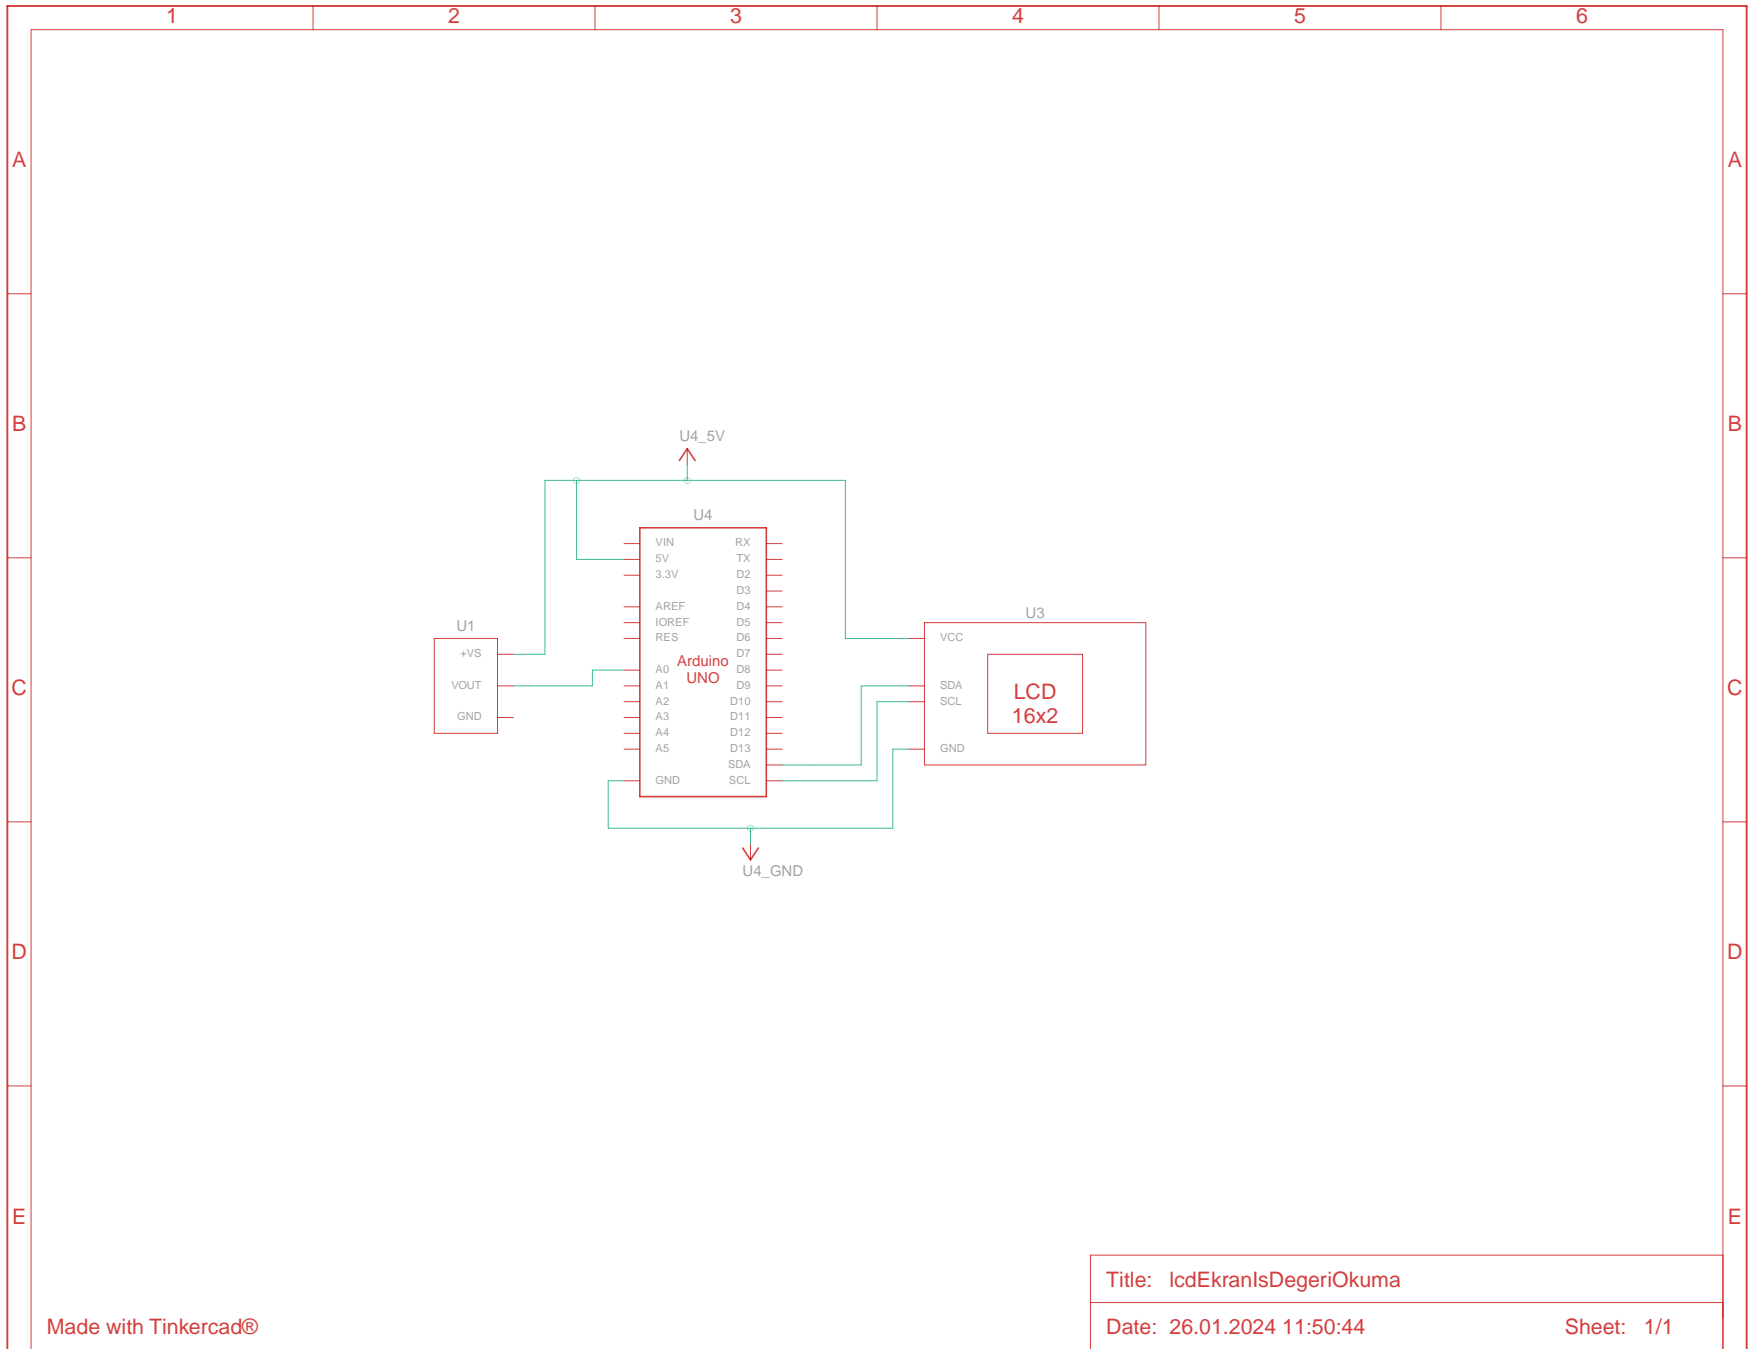 1 2 3 4 5 6
A A
B B
U4_5V
U4
VIN RX
5V TX
3.3V D2
D3
AREF D4
IOREF D5
RES D6
D7
A0 D8
A1 D9
A2 D10
A3 D11
A4 D12
A5 D13
SDA
GND SCL
Arduino
UNO
U1
+VS
VOUT
GND
U3
VCC
SDA
SCL
GND
LCD
16x2
C C
U4_GND
D D
E E
Title: lcdEkranIsDegeriOkuma
Made with Tinkercad®
Date: 26.01.2024 11:50:44 Sheet: 1/1